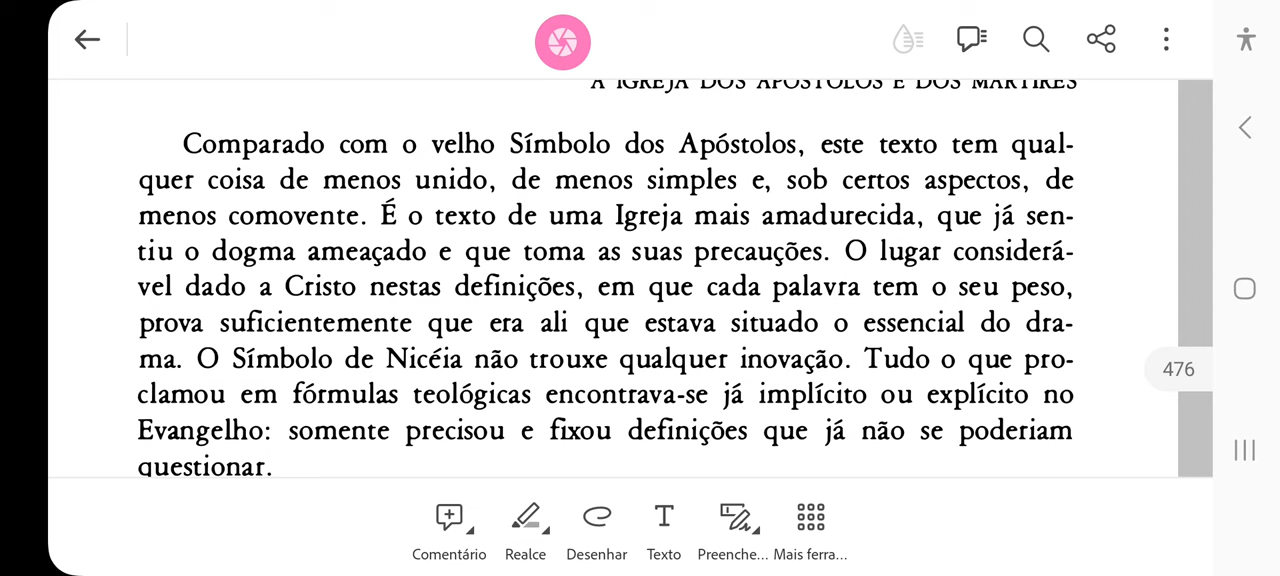 A IGREJA DOS APÓSTOLOS E DOS MÁRTIRES
Comparado com o velho Símbolo dos Apóstolos, este texto tem qual-
quer coisa de menos unido, de menos simples e, sob certos aspectos, de
menos comovente. É o texto de uma Igreja mais amadurecida, que já sen-
tiu o dogma ameaçado e que toma as suas precauções. O lugar considerá-
vel dado a Cristo nestas definições, em que cada palavra tem o seu peso,
prova suficientemente que era ali que estava situado o essencial do dra-
ma. O Símbolo de Nicéia não trouxe qualquer inovação. Tudo o que pro-
clamou em fórmulas teológicas encontrava-se já implícito ou explícito no
Evangelho: somente precisou e fixou definições que já não se poderiam
questionar.
476
Comentário Realce Desenhar Texto Preenche... Mais ferra...